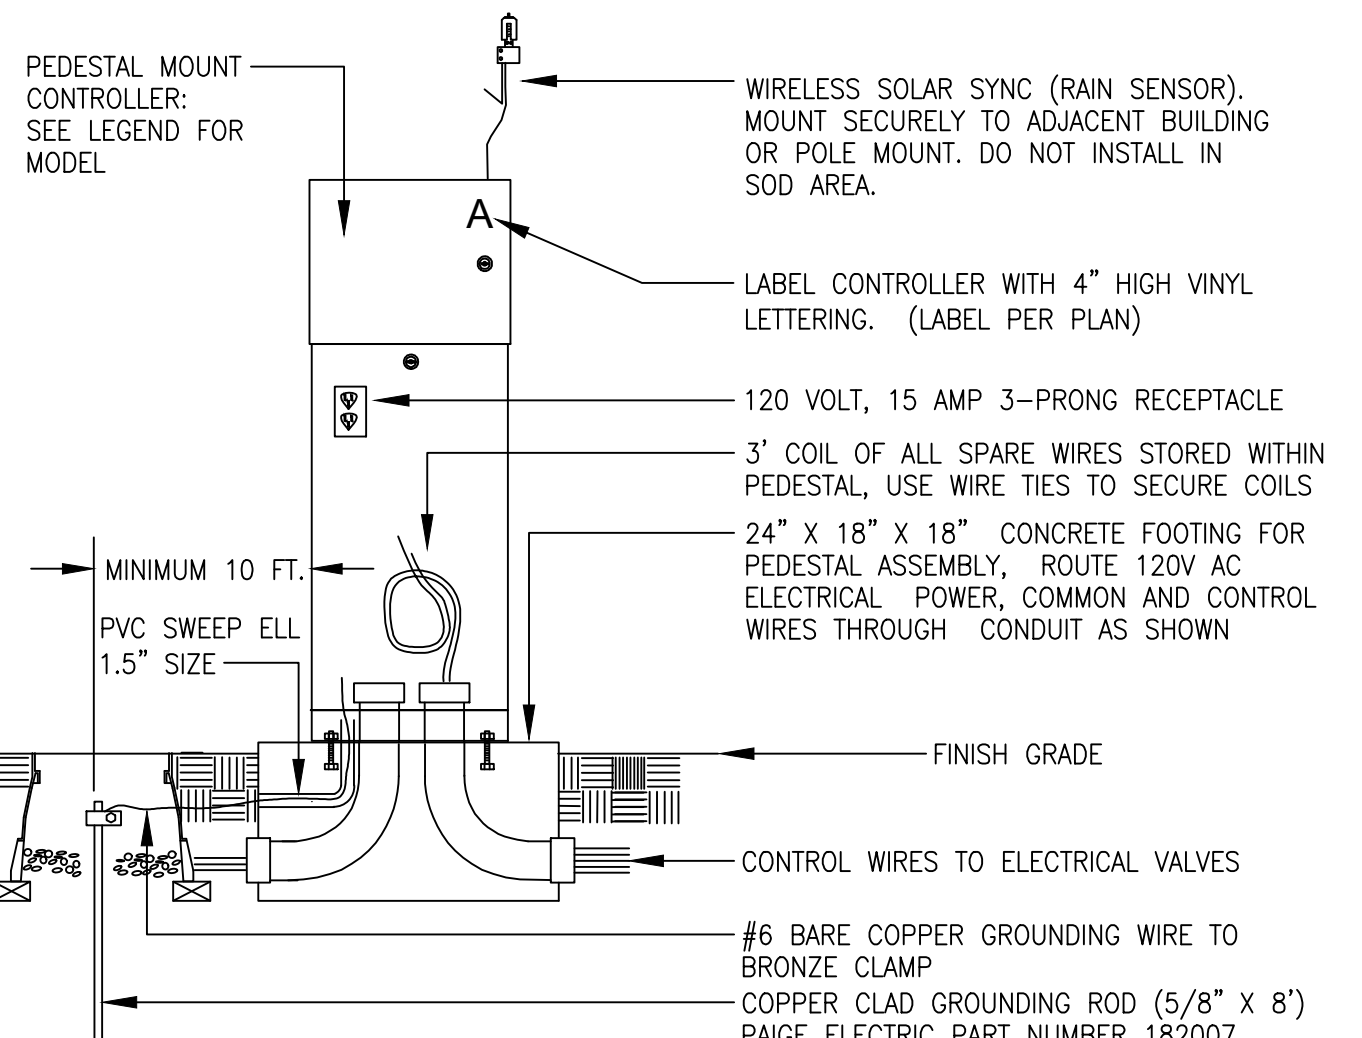 PEDESTAL MOUNT
CONTROLLER:
SEE LEGEND FOR
MODEL
WIRELESS SOLAR SYNC (RAIN SENSOR).
MOUNT SECURELY TO ADJACENT BUILDING
OR POLE MOUNT. DO NOT INSTALL IN
SOD AREA.
A
LABEL CONTROLLER WITH 4" HIGH VINYL
LETTERING. (LABEL PER PLAN)
120 VOLT, 15 AMP 3-PRONG RECEPTACLE
3' COIL OF ALL SPARE WIRES STORED WITHIN
PEDESTAL, USE WIRE TIES TO SECURE COILS
24" X 18" X 18" CONCRETE FOOTING FOR
PEDESTAL ASSEMBLY, ROUTE 120V AC
ELECTRICAL POWER, COMMON AND CONTROL
WIRES THROUGH CONDUIT AS SHOWN
MINIMUM 10 FT.
PVC SWEEP ELL
1.5" SIZE
FINISH GRADE
CONTROL WIRES TO ELECTRICAL VALVES
#6 BARE COPPER GROUNDING WIRE TO
BRONZE CLAMP
COPPER CLAD GROUNDING ROD (5/8" X 8')
PAIGE ELECTRIC PART NUMBER 182007